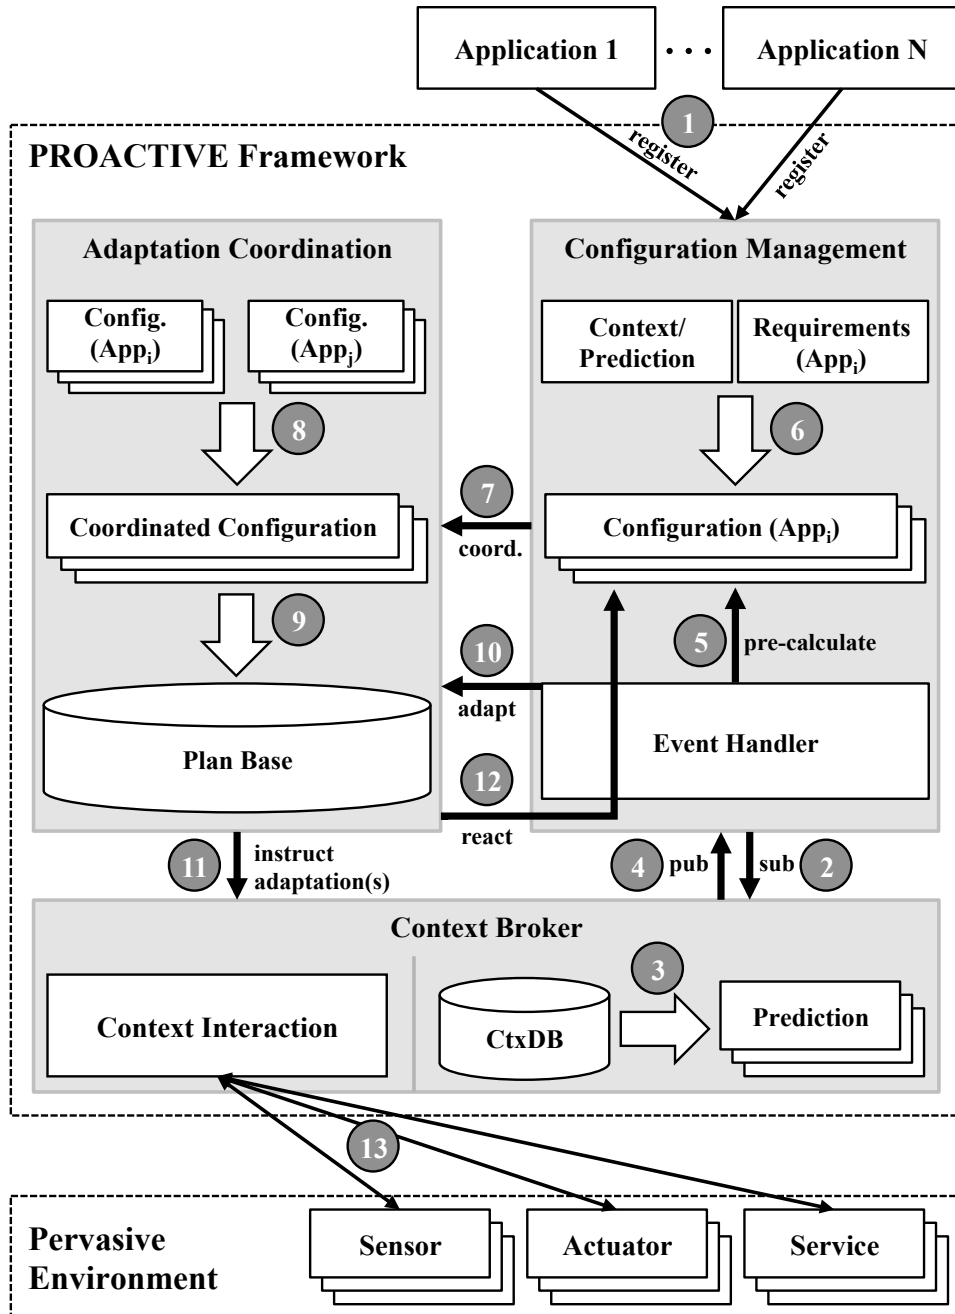 Application 1
. . .
Application N
1
register
register
PROACTIVE Framework
Adaptation Coordination
Configuration Management
Config.
(Appi)
Config.
(Appj)
Context/
Prediction
Requirements
(Appi)
8
6
7
coord.
Coordinated Configuration
Configuration (Appi)
9
5
pre-calculate
10
adapt
Plan Base
Event Handler
12
react
11
instruct
adaptation(s)
4
pub
sub
2
Context Broker
Context Interaction
3
CtxDB
Prediction
13
Pervasive
Environment
Sensor
Actuator
Service